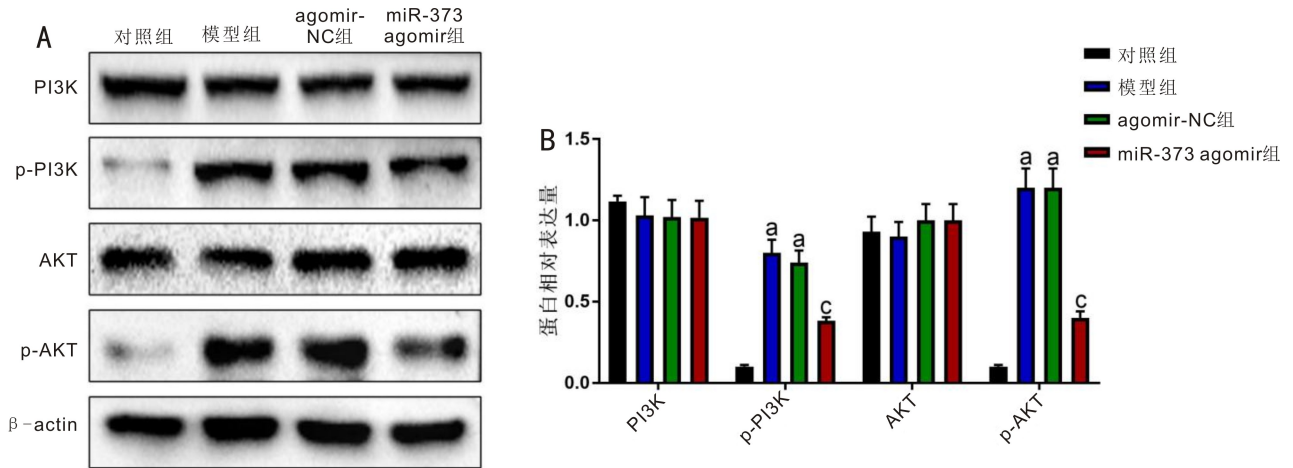 A
对照组
模型组
agomir-
NC组
miR-373
agomir组
PI3K
p-PI3K
AKT
p-AKT
β-actin
B
对照组
模型组
agomir-NC组
miR-373 agomir组
蛋白相对表达量
1.5
1.0
0.5
0.0
a
a
c
a
a
c
PI3K
p-PI3K
AKT
p-AKT